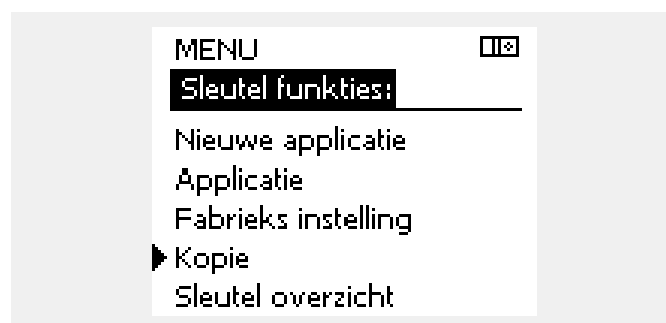 MENU
Sleutel funkties:
Nieuwe applicatie
Applicatie
Fabrieks instelling
Kopie
Sleutel overzicht